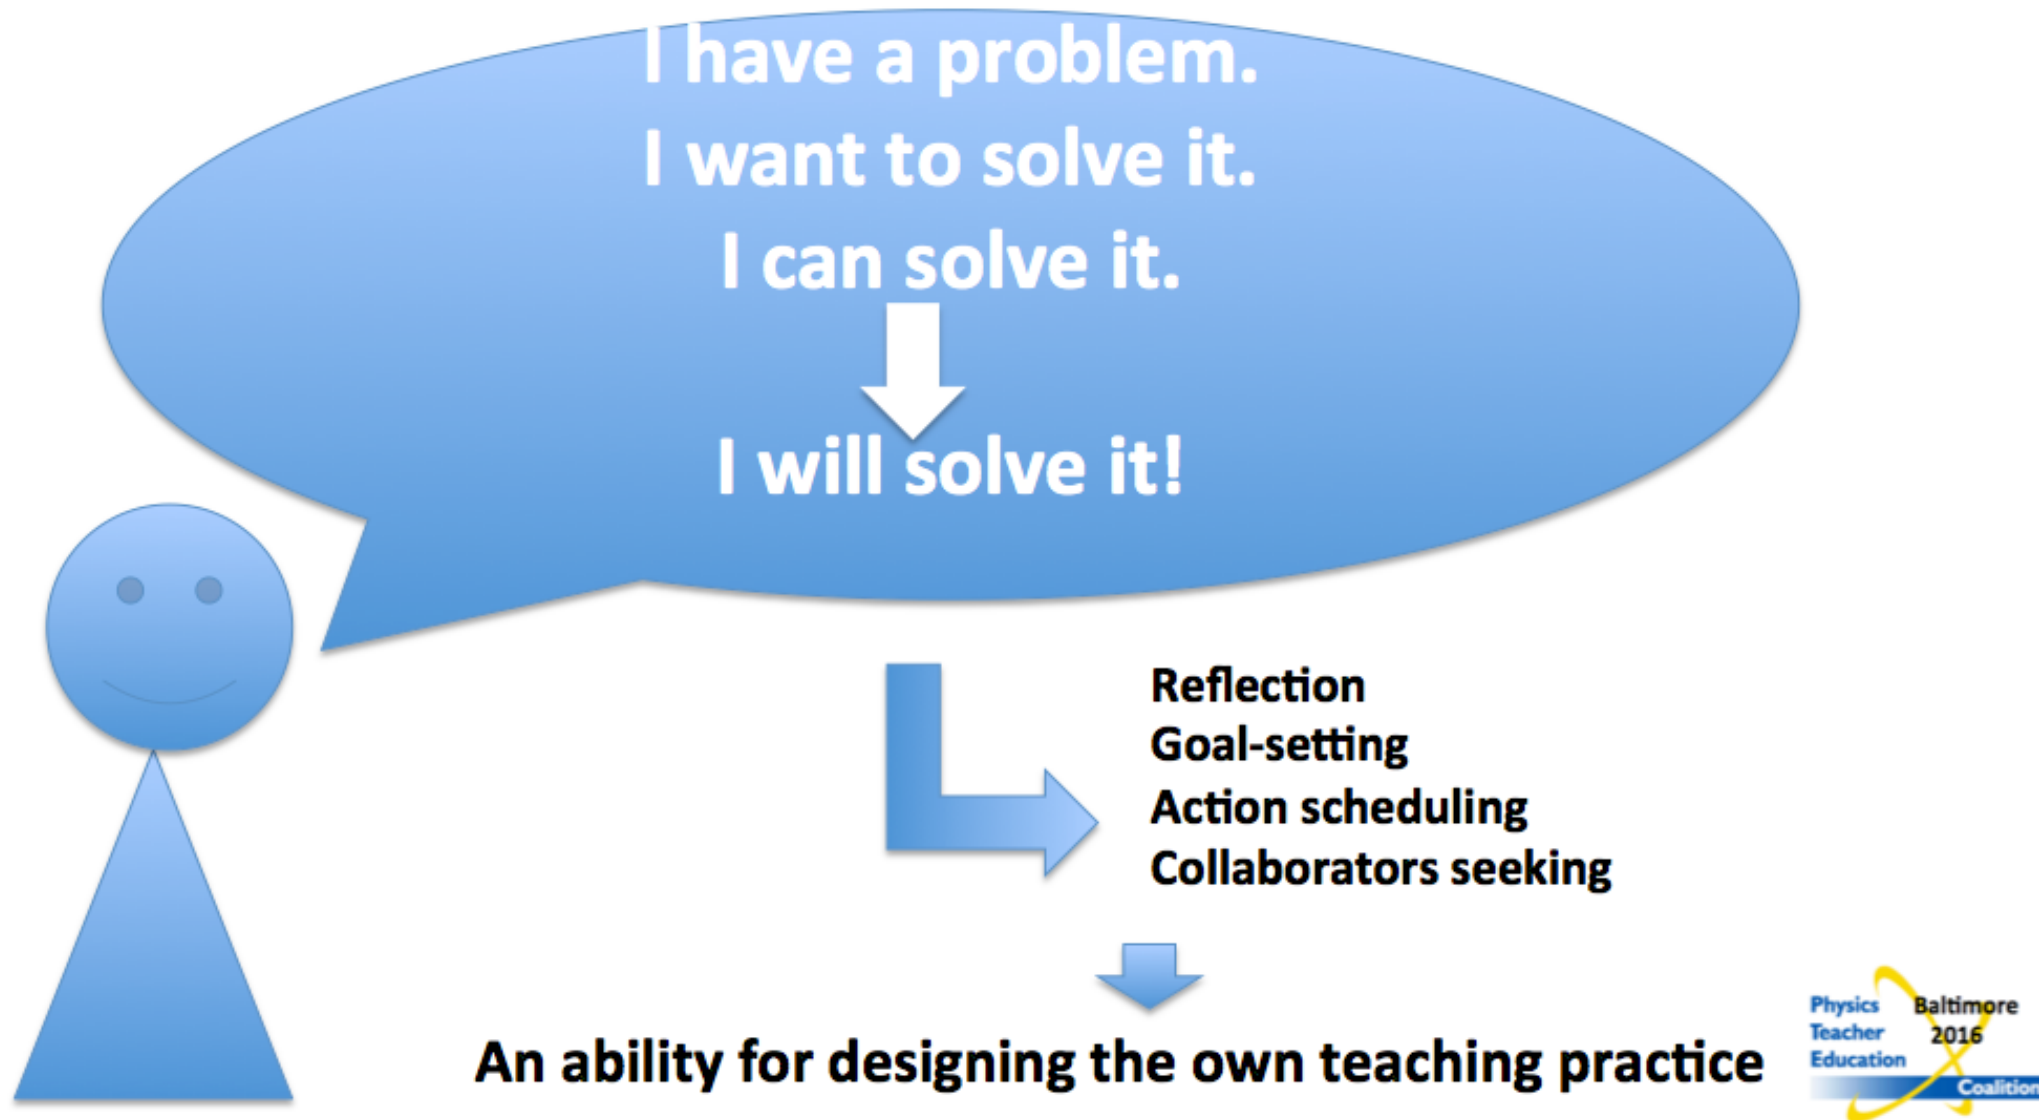 I have a problem.
I want to solve it.
I can solve it.
I will solve it!
Reflection
Goal-setting
Action scheduling
Collaborators seeking
An ability for designing the own teaching practice
Physics
Teacher
Education
Coalition
Baltimore
2016